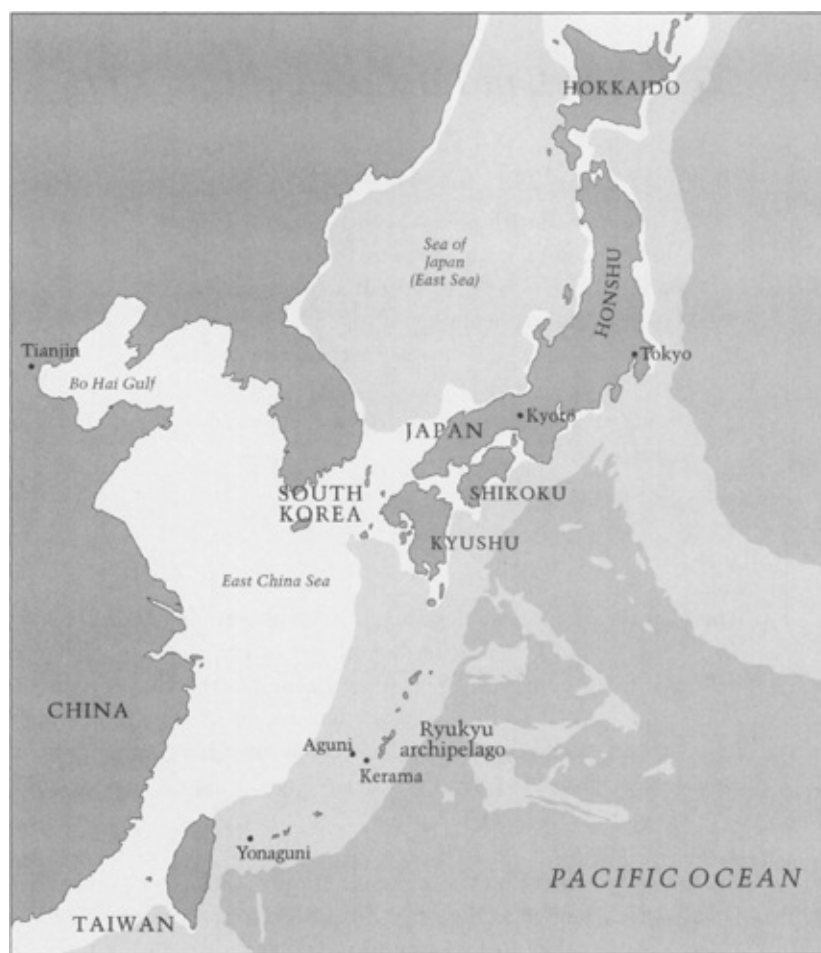 HOKKAIDO
Sea of
Japan
(East Sea)
HONSHU
Tianjin
Tokyo
Bo Hai Gulf
Kyoto
JAPAN
SOUTH
KOREA
SHIKOKU
KYUSHU
East China Sea
CHINA
Ryukyu
archipelago
Aguni
Kerama
Yonaguni
PACIFIC OCEAN
TAIWAN